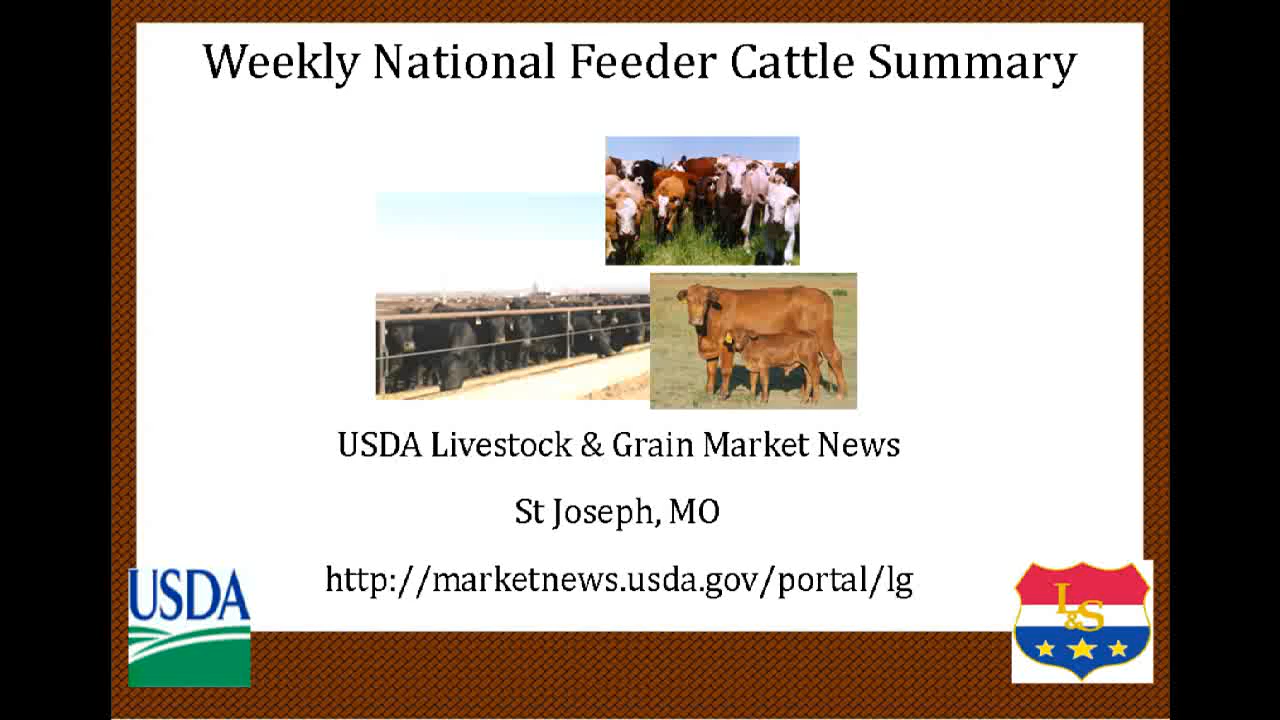 Weekly National Feeder Cattle Summary
USDA Livestock & Grain Market News
St Joseph, MO
http://marketnews.usda.gov/portal/lg
USDA
L&S